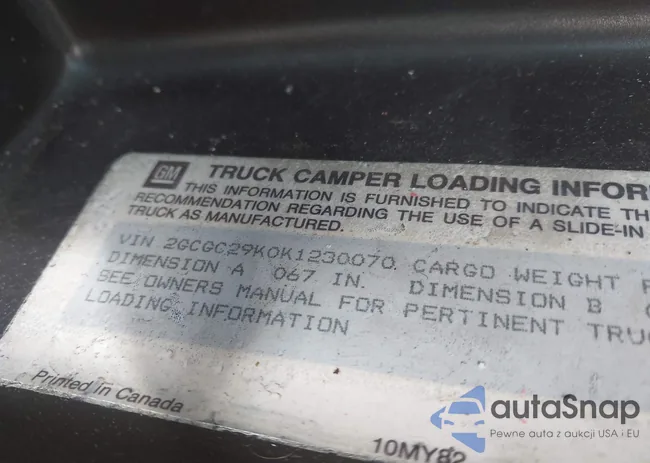 GM TRUCK CAMPER LOADING INFOR
THIS INFORMATION IS FURNISHED TO INDICATE TH
RECOMMENDATION REGARDING THE USE OF A SLIDE-IN
TRUCK AS MANUFACTURED.
VIN 2GCGC29K0K1230070 CARGO WEIGHT
DIMENSION A 067 IN. DIMENSION B
SEE OWNERS MANUAL FOR PERTINENT TRU
LOADING INFORMATION
Printed in Canada
10MY82
autaSnap
Pewne auta z aukcji USA i EU